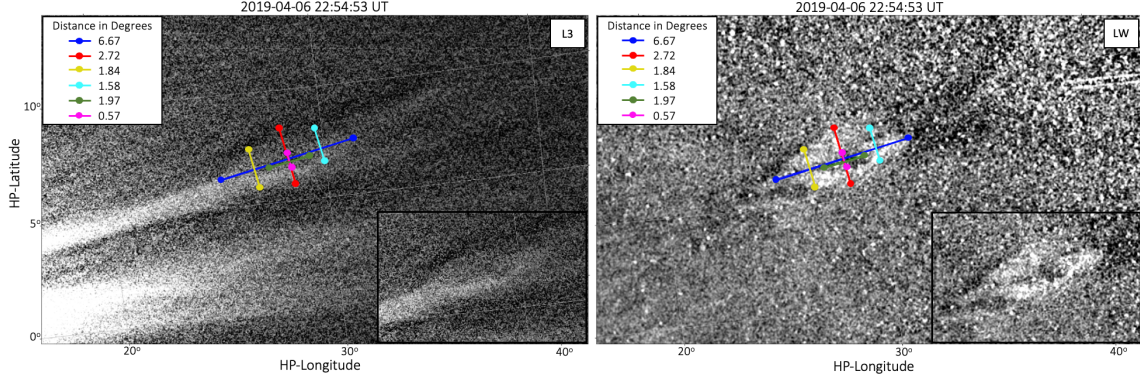 2019-04-06 22:54:53 UT
Distance in Degrees
6.67
2.72
1.84
1.58
1.97
0.57
L3
10°
5°
0°
HP-Latitude
20°
30°
40°
HP-Longitude
2019-04-06 22:54:53 UT
Distance in Degrees
6.67
2.72
1.84
1.58
1.97
0.57
LW
20°
30°
40°
HP-Longitude